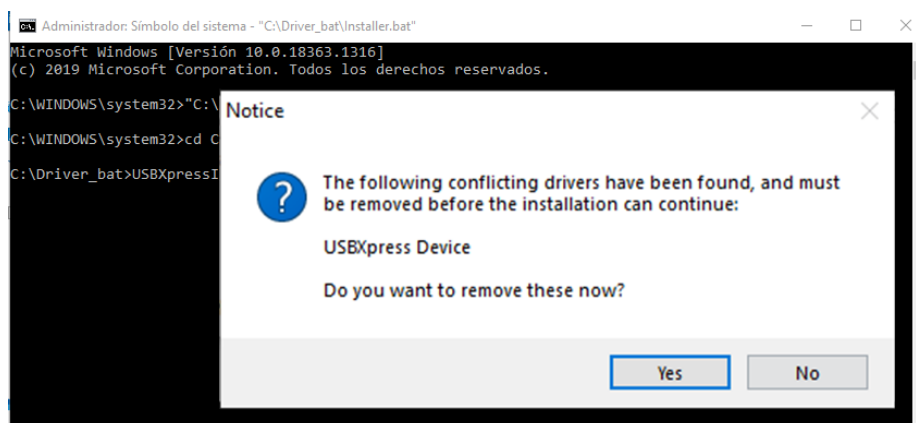 Administrador: Símbolo del sistema - "C:\Driver_bat\Installer.bat"
Microsoft Windows [Versión 10.0.18363.1316]
(c) 2019 Microsoft Corporation. Todos los derechos reservados.
C:\WINDOWS\system32>"C:\
C:\WINDOWS\system32>cd C
C:\Driver_bat>USBXpressI
Notice
The following conflicting drivers have been found, and must
be removed before the installation can continue:
USBXpress Device
Do you want to remove these now?
Yes
No